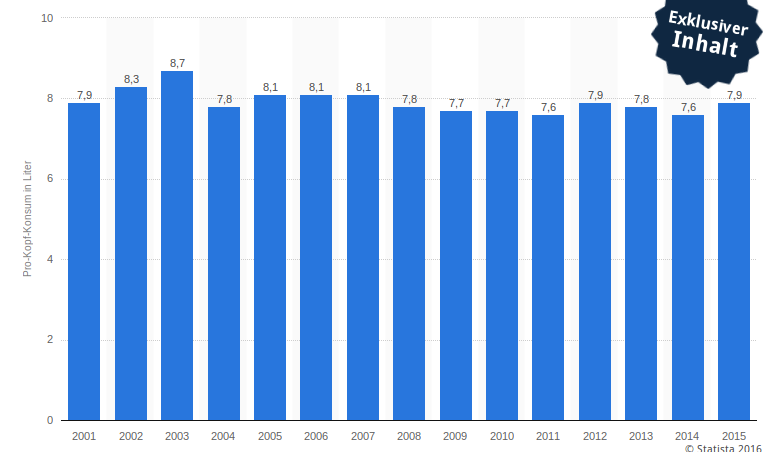 Exklusiver
Inhalt
Pro-Kopf-Konsum in Liter
10
8
6
4
2
0
7,9 8,3 8,7 7,8 8,1 8,1 8,1 7,8 7,7 7,7 7,6 7,9 7,8 7,6 7,9
2001 2002 2003 2004 2005 2006 2007 2008 2009 2010 2011 2012 2013 2014 2015
© Statista 2016